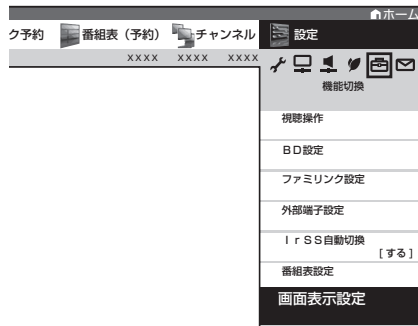 ホーム
ク予約 番組表（予約） チャンネル 設定
xxxx xxxx xxxx
機能切換
視聴操作
ＢＤ設定
ファミリンク設定
外部端子設定
ＩｒＳＳ自動切換
［する］
番組表設定
画面表示設定